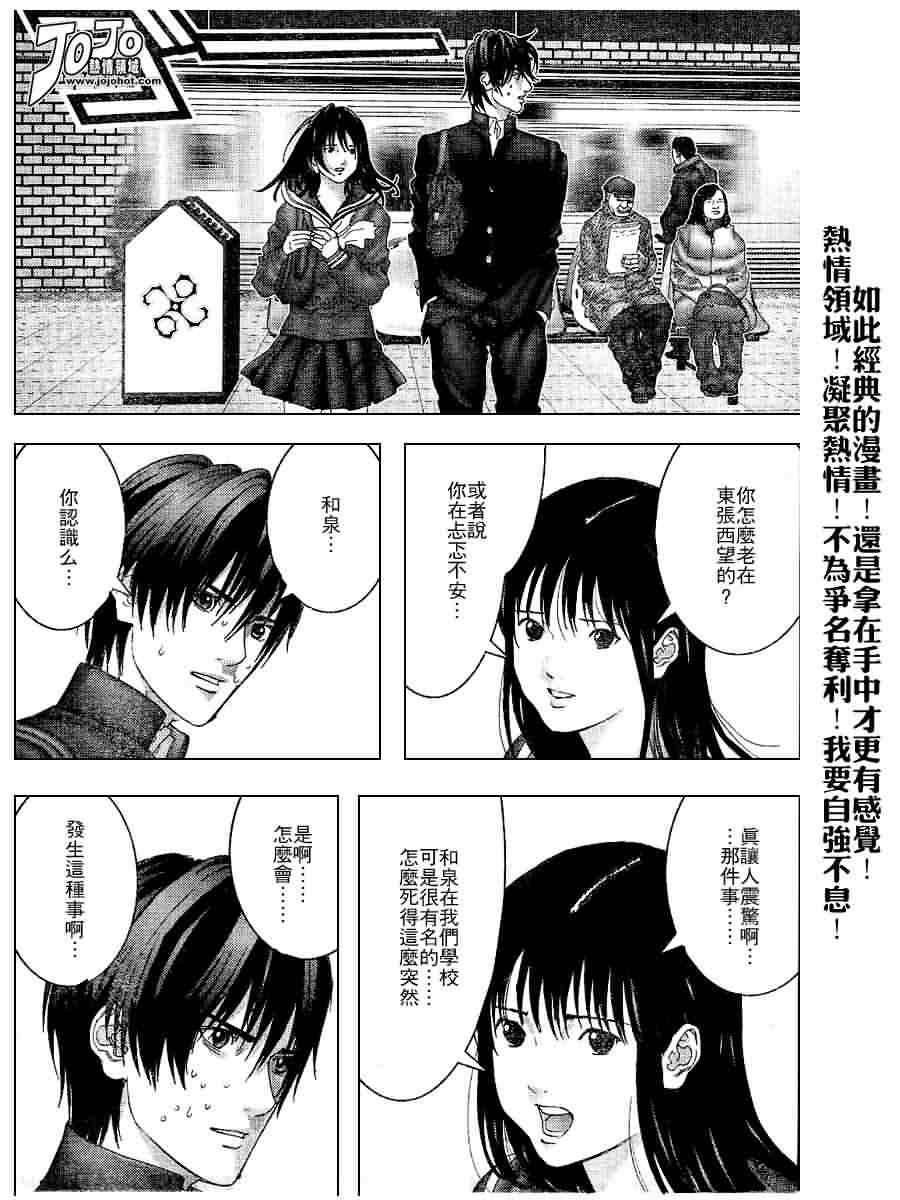 JOJO
熱情領域
www.jojohot.com
你怎麼老在
東張西望的？
或者說
你在忐忑不安…
和泉…
你認識么…
眞讓人震驚啊…
…那件事……
和泉在我們學校
可是很有名的……
怎麼死得這麼突然
是啊……
怎麼會……
發生這種事啊…
如此經典的漫畫！還是拿在手中才更有感覺！
熱情領域！凝聚熱情！不為爭名奪利！我要自強不息！